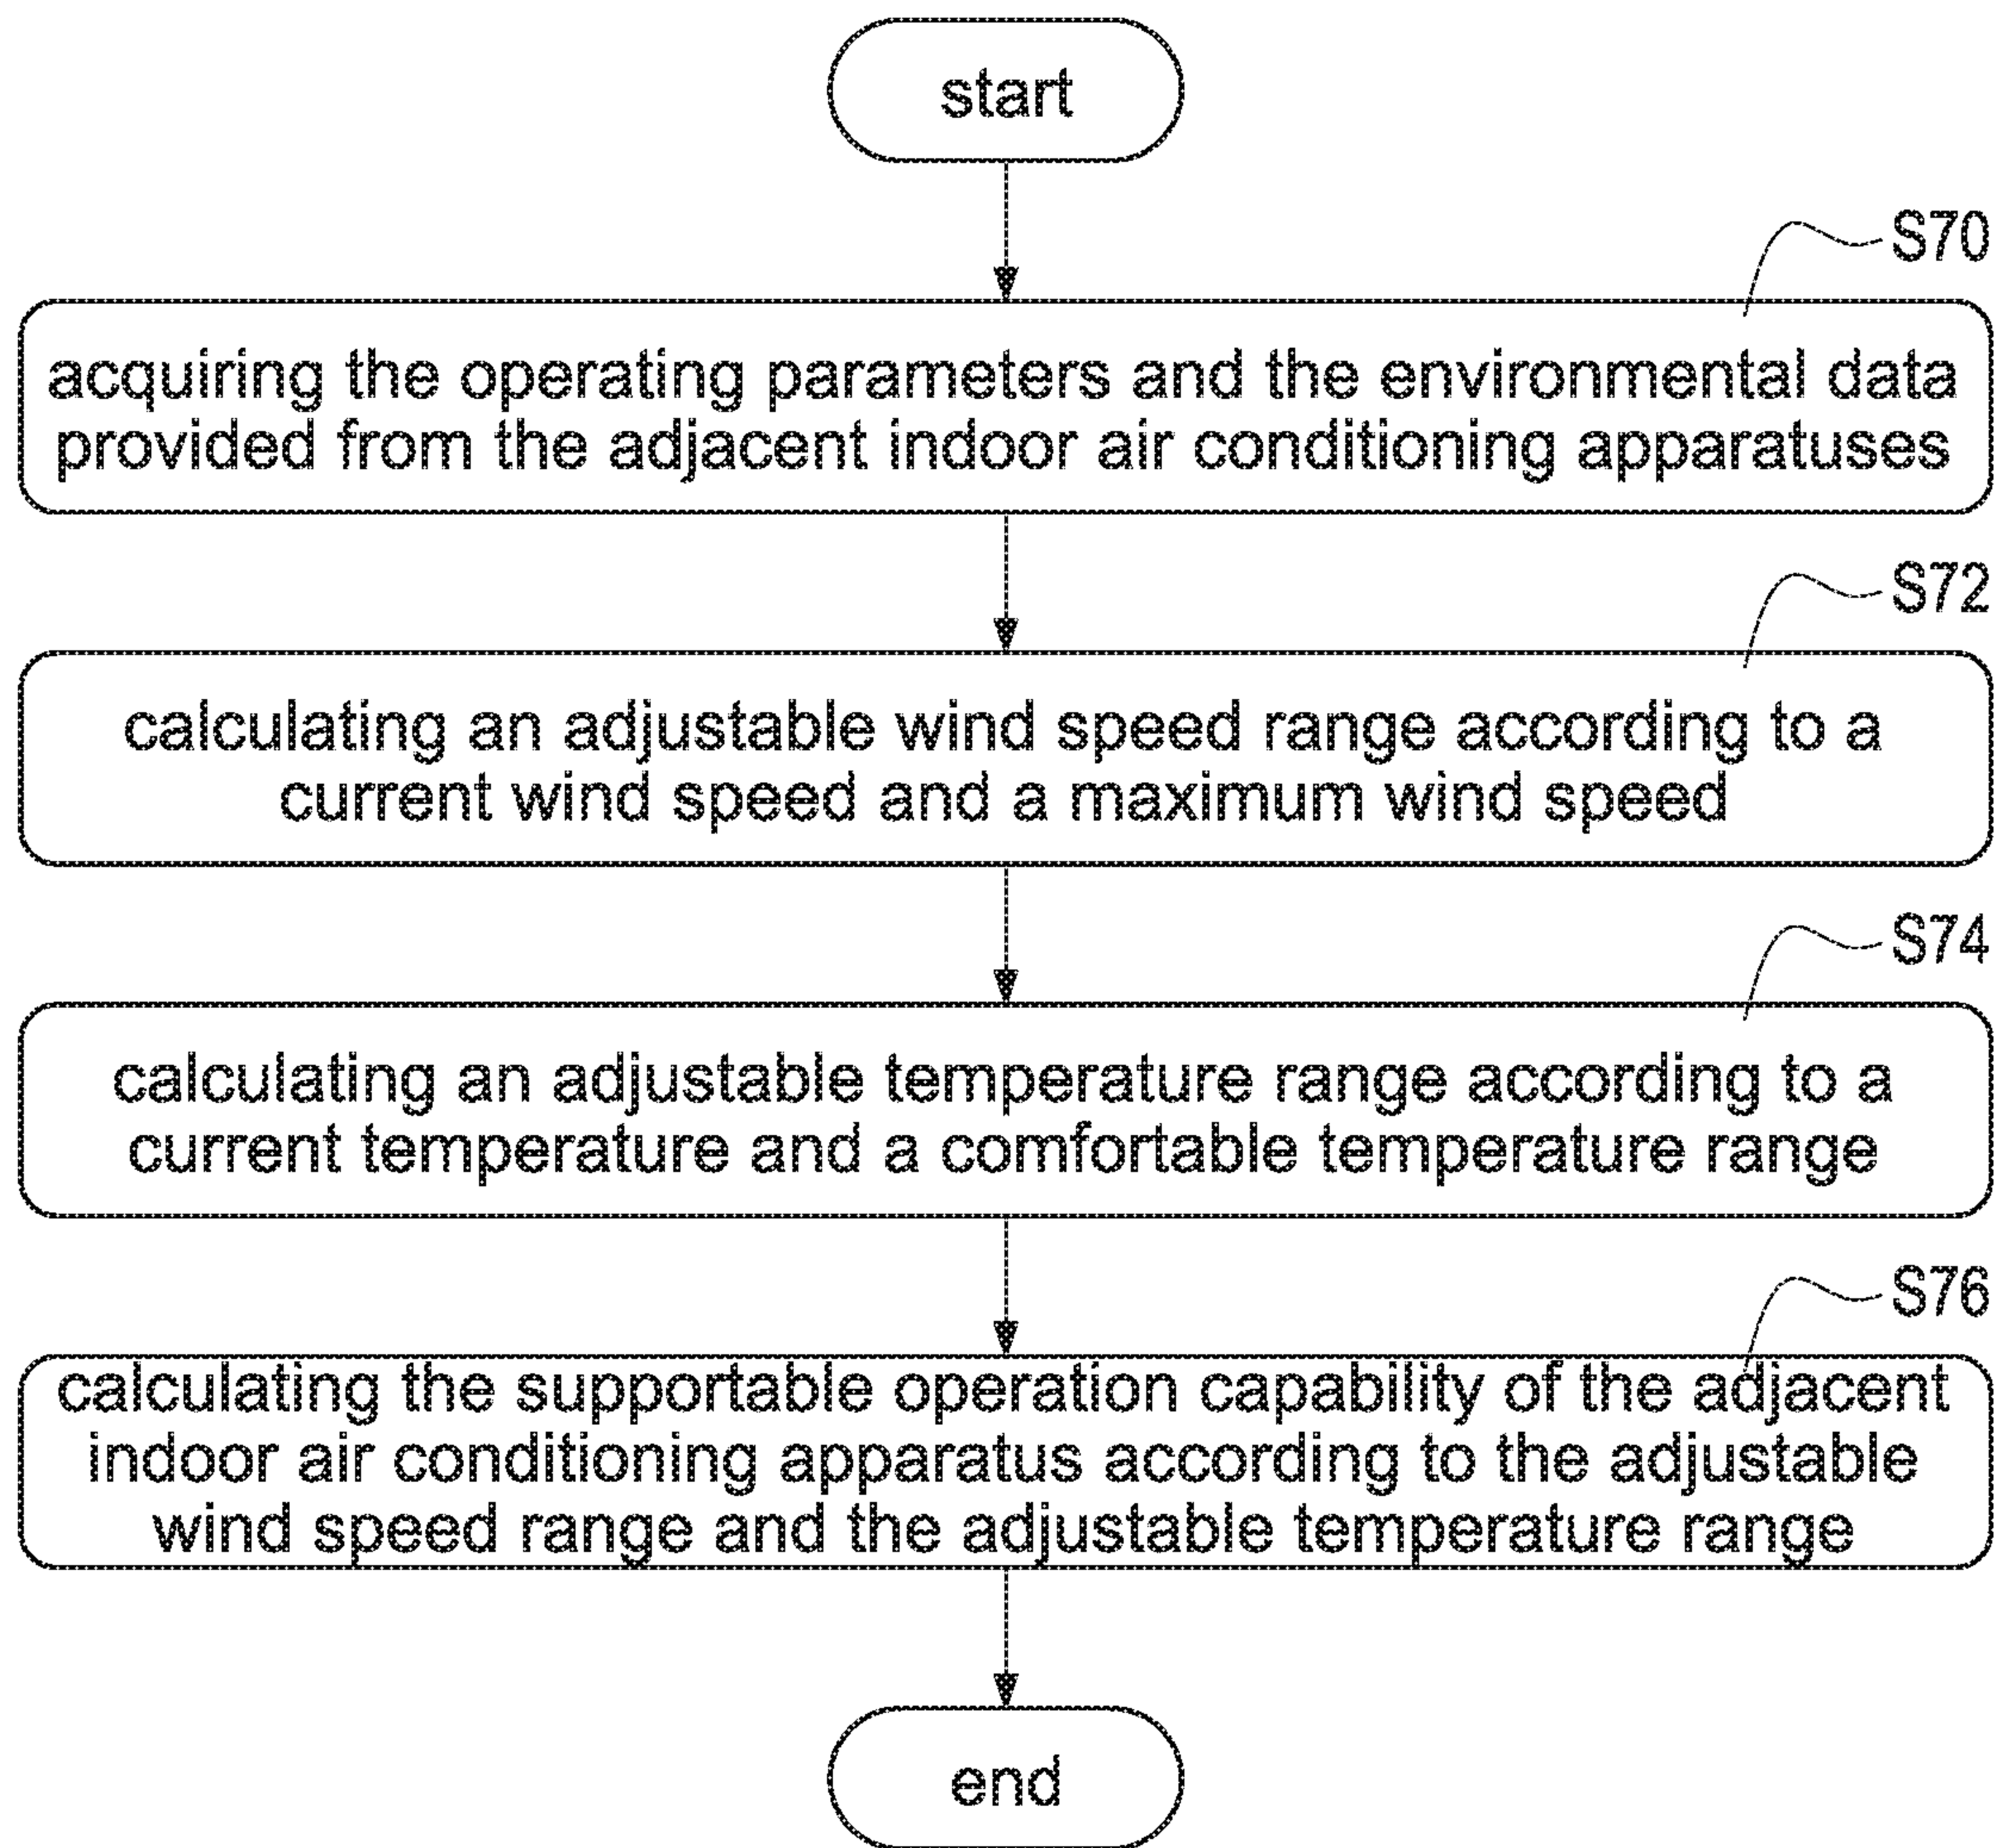 start
S70
acquiring the operating parameters and the environmental data
provided from the adjacent indoor air conditioning apparatuses
S72
calculating an adjustable wind speed range according to a
current wind speed and a maximum wind speed
S74
calculating an adjustable temperature range according to a
current temperature and a comfortable temperature range
S76
calculating the supportable operation capability of the adjacent
indoor air conditioning apparatus according to the adjustable
wind speed range and the adjustable temperature range
end